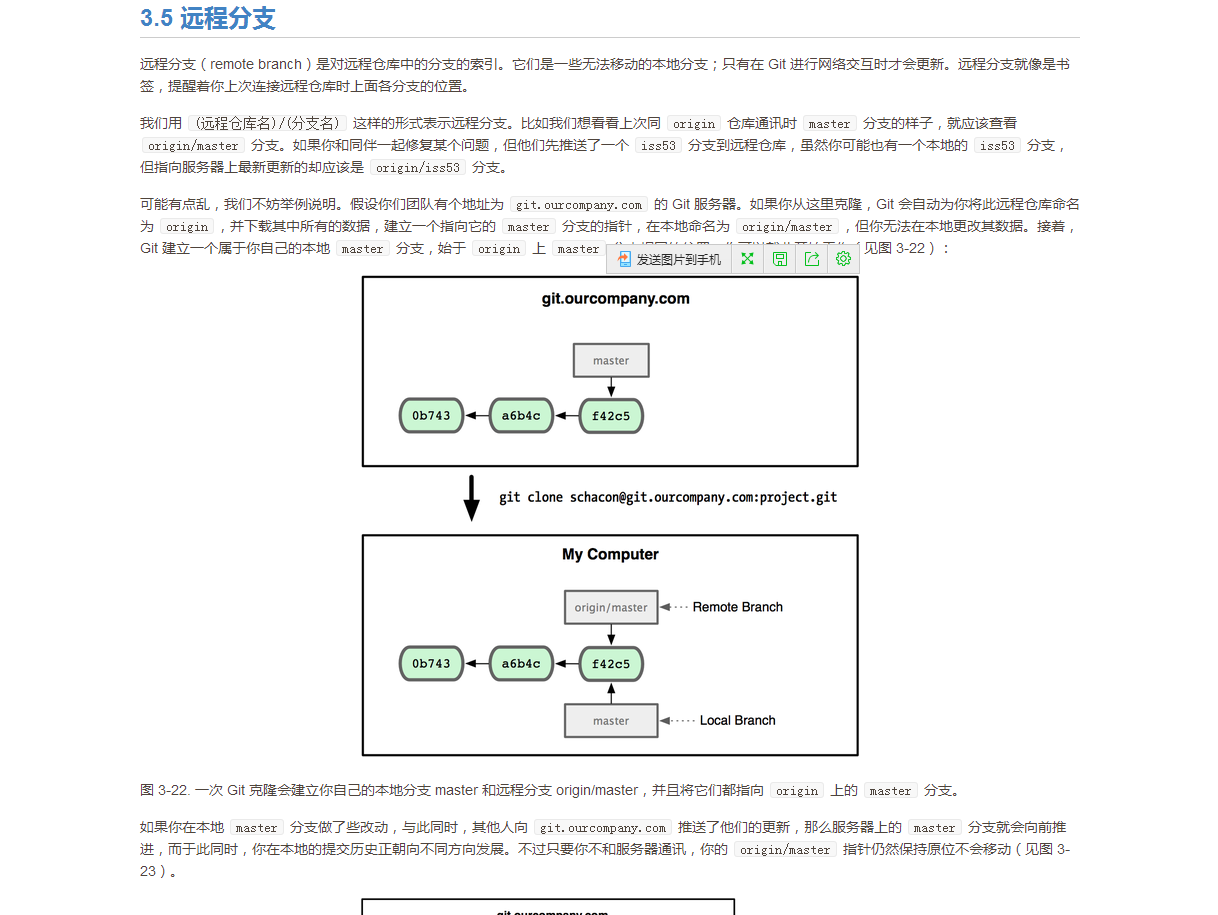 3.5 远程分支
远程分支（remote branch）是对远程仓库中的分支的索引。它们是一些无法移动的本地分支；只有在 Git 进行网络交互时才会更新。远程分支就像是书
签，提醒着你上次连接远程仓库时上面各分支的位置。
我们用 (远程仓库名)/(分支名) 这样的形式表示远程分支。比如我们想看看上次同 origin 仓库通讯时 master 分支的样子，就应该查看
origin/master 分支。如果你和同伴一起修复某个问题，但他们先推送了一个 iss53 分支到远程仓库，虽然你可能也有一个本地的 iss53 分支，
但指向服务器上最新更新的却应该是 origin/iss53 分支。
可能有点乱，我们不妨举例说明。假设你们团队有个地址为 git.ourcompany.com 的 Git 服务器。如果你从这里克隆，Git 会自动为你将此远程仓库命名
为 origin ，并下载其中所有的数据，建立一个指向它的 master 分支的指针，在本地命名为 origin/master ，但你无法在本地更改其数据。接着，
Git 建立一个属于你自己的本地 master 分支，始于 origin 上 master （见图 3-22）：
发送图片到手机
git.ourcompany.com
master
0b743 a6b4c f42c5
git clone schacon@git.ourcompany.com:project.git
My Computer
origin/master Remote Branch
0b743 a6b4c f42c5
master Local Branch
图 3-22. 一次 Git 克隆会建立你自己的本地分支 master 和远程分支 origin/master，并且将它们都指向 origin 上的 master 分支。
如果你在本地 master 分支做了些改动，与此同时，其他人向 git.ourcompany.com 推送了他们的更新，那么服务器上的 master 分支就会向前推
进，而于此同时，你在本地的提交历史正朝向不同方向发展。不过只要你不和服务器通讯，你的 origin/master 指针仍然保持原位不会移动（见图 3-
23）。
git.ourcompany.com